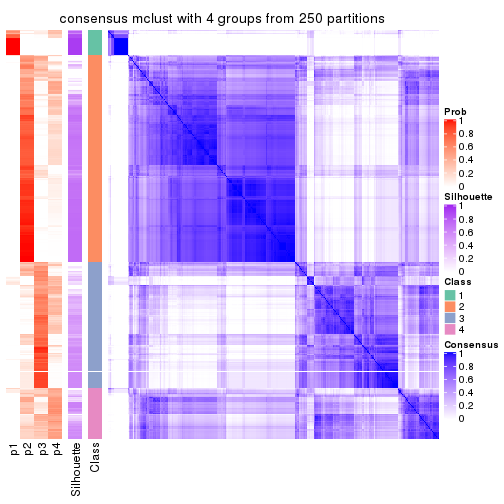 consensus mclust with 4 groups from 250 partitions
Prob
1
0.8
0.6
0.4
0.2
0
Silhouette
1
0.8
0.6
0.4
0.2
0
Class
1
2
3
4
Consensus
1
0.8
0.6
0.4
0.2
0
p1
p2
p3
p4
Silhouette
Class